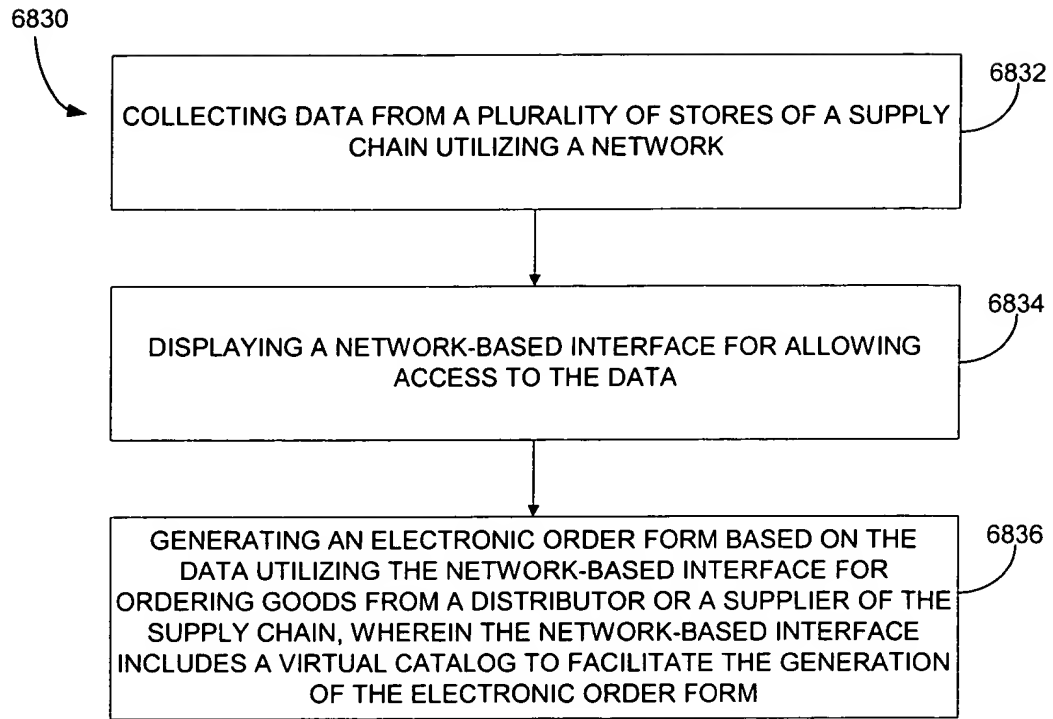 6830
6832
COLLECTING DATA FROM A PLURALITY OF STORES OF A SUPPLY
CHAIN UTILIZING A NETWORK
6834
DISPLAYING A NETWORK-BASED INTERFACE FOR ALLOWING
ACCESS TO THE DATA
6836
GENERATING AN ELECTRONIC ORDER FORM BASED ON THE
DATA UTILIZING THE NETWORK-BASED INTERFACE FOR
ORDERING GOODS FROM A DISTRIBUTOR OR A SUPPLIER OF THE
SUPPLY CHAIN, WHEREIN THE NETWORK-BASED INTERFACE
INCLUDES A VIRTUAL CATALOG TO FACILITATE THE GENERATION
OF THE ELECTRONIC ORDER FORM